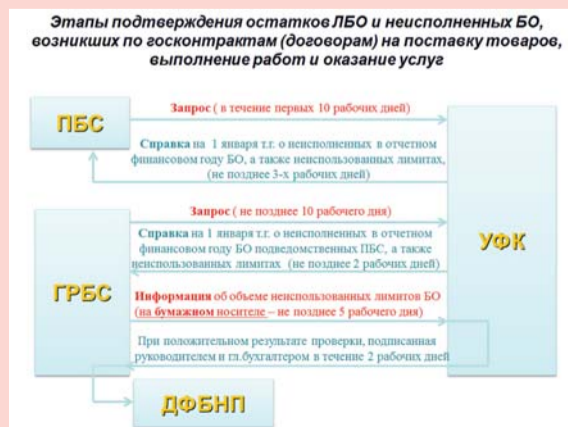 Этапы подтверждения остатков ЛБО и неисполненных БО,
возникших по госконтрактам (договорам) на поставку товаров,
выполнение работ и оказание услуг
ПБС
Запрос ( в течение первых 10 рабочих дней)
Справка на 1 января т.г. о неисполненных в отчетном
финансовом году БО, а также неиспользованных лимитах,
(не позднее 3-х рабочих дней)
ГРБС
Запрос ( не позднее 10 рабочего дня)
Справка на 1 января т.г. о неисполненных в отчетном
финансовом году БО подведомственных ПБС, а также
неиспользованных лимитах (не позднее 2 рабочих дней)
УФК
Информация об объеме неиспользованных лимитов БО
(на бумажном носителе – не позднее 5 рабочего дня)
При положительном результате проверки, подписанная
руководителем и гл.бухгалтером в течение 2 рабочих дней
ДФБНП